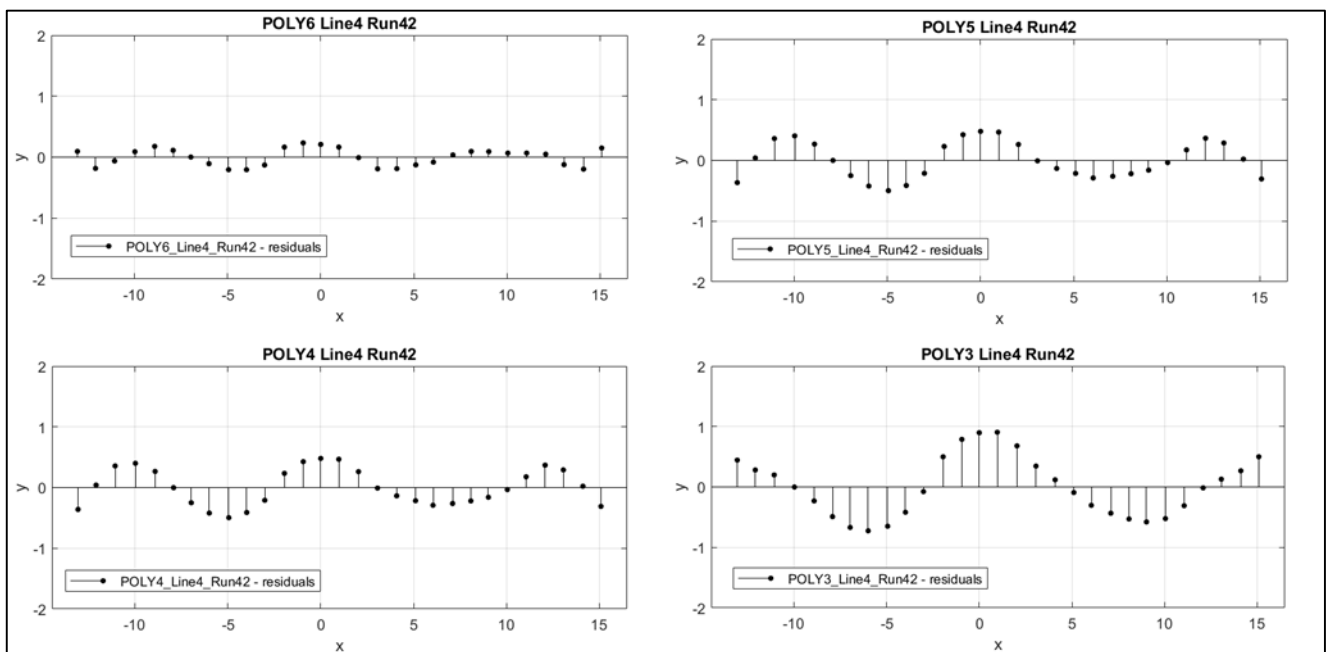 POLY6 Line4 Run42
2
1
0
-1
-2
y
POLY6_Line4_Run42 - residuals
-10
-5
0
5
10
15
x
POLY5 Line4 Run42
2
1
0
-1
-2
y
POLY5_Line4_Run42 - residuals
-10
-5
0
5
10
15
x
POLY4 Line4 Run42
2
1
0
-1
-2
y
POLY4_Line4_Run42 - residuals
-10
-5
0
5
10
15
x
POLY3 Line4 Run42
2
1
0
-1
-2
y
POLY3_Line4_Run42 - residuals
-10
-5
0
5
10
15
x